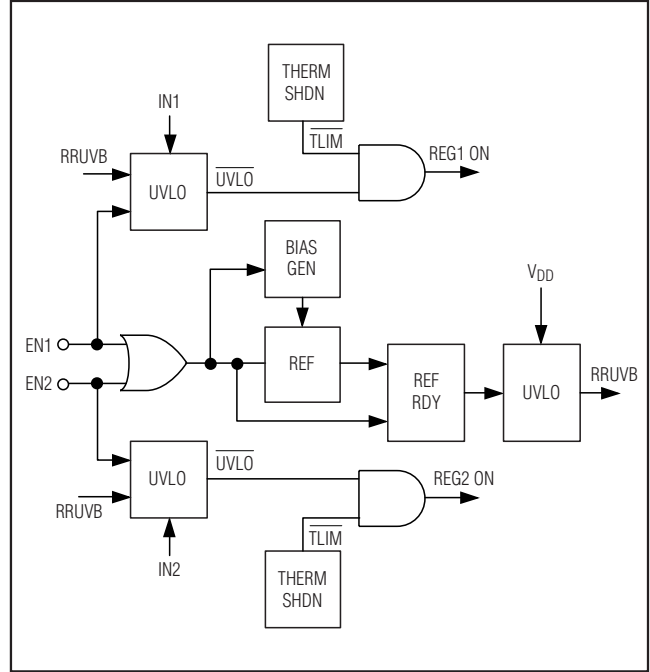 THERM
SHDN
IN1
TLIM
RRUVB
REG1 ON
UVLO
UVLO
BIAS
GEN
VDD
EN1
REF
REF
RDY
UVLO
RRUVB
EN2
UVLO
UVLO
REG2 ON
RRUVB
TLIM
IN2
THERM
SHDN